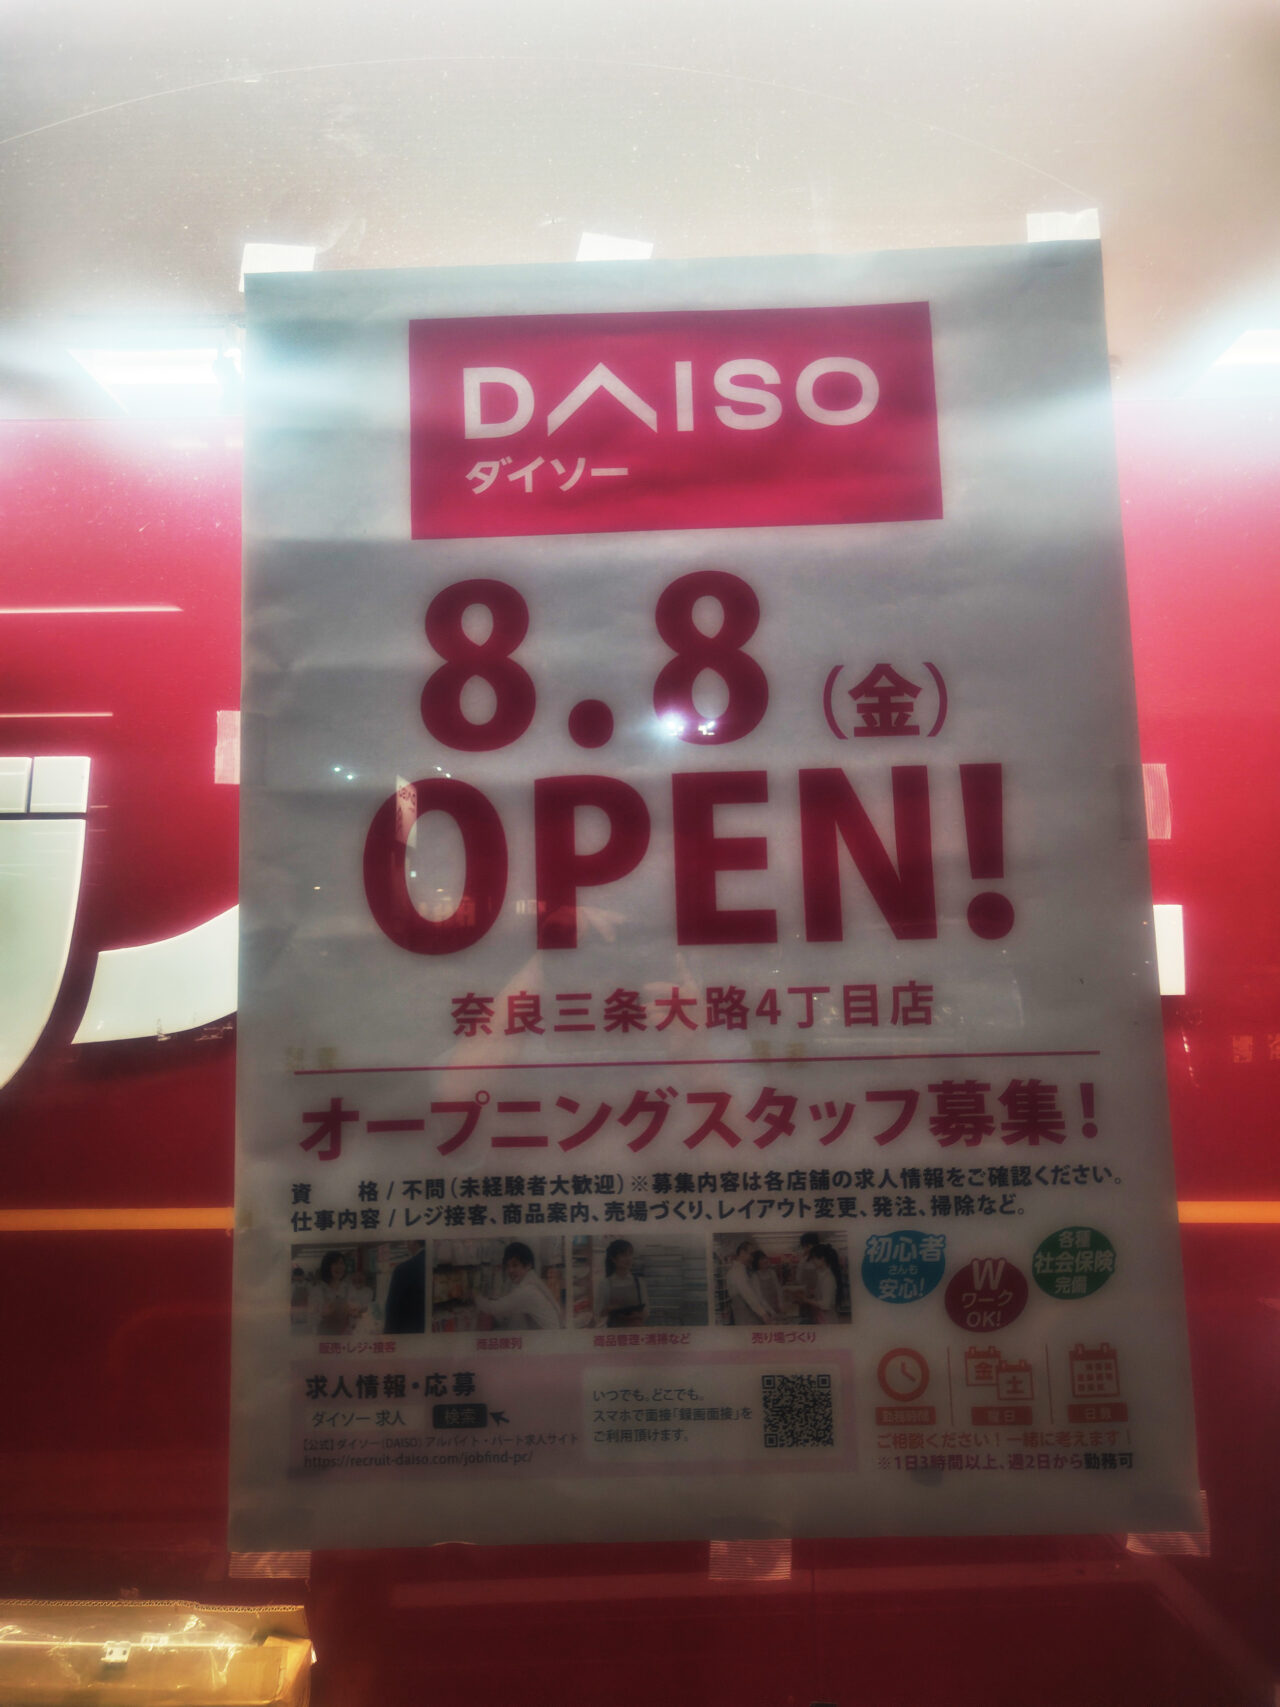 DAISO
ダイソー
8.8(金)
OPEN!
奈良三条大路4丁目店
オープニングスタッフ募集!
資 格 / 不問(未経験者大歓迎)※募集内容は各店舗の求人情報をご確認ください。
仕事内容 / レジ接客、商品案内、売場づくり、レイアウト変更、発注、掃除など。
販売・レジ・接客
商品陳列
商品管理・清掃など
売り場づくり
初心者
さんも
安心!
W
ワーク
OK!
各種
社会保険
完備
求人情報・応募
ダイソー 求人 検索
【公式】ダイソー(DAISO) アルバイト・パート求人サイト
https://recruit-daiso.com/jobfind-pc/
いつでも。どこでも。
スマホで面接「録画面接」を
ご利用頂けます。
勤務時間
金
土
曜日
日数
ご相談ください!一緒に考えます!
※1日3時間以上、週2日から勤務可